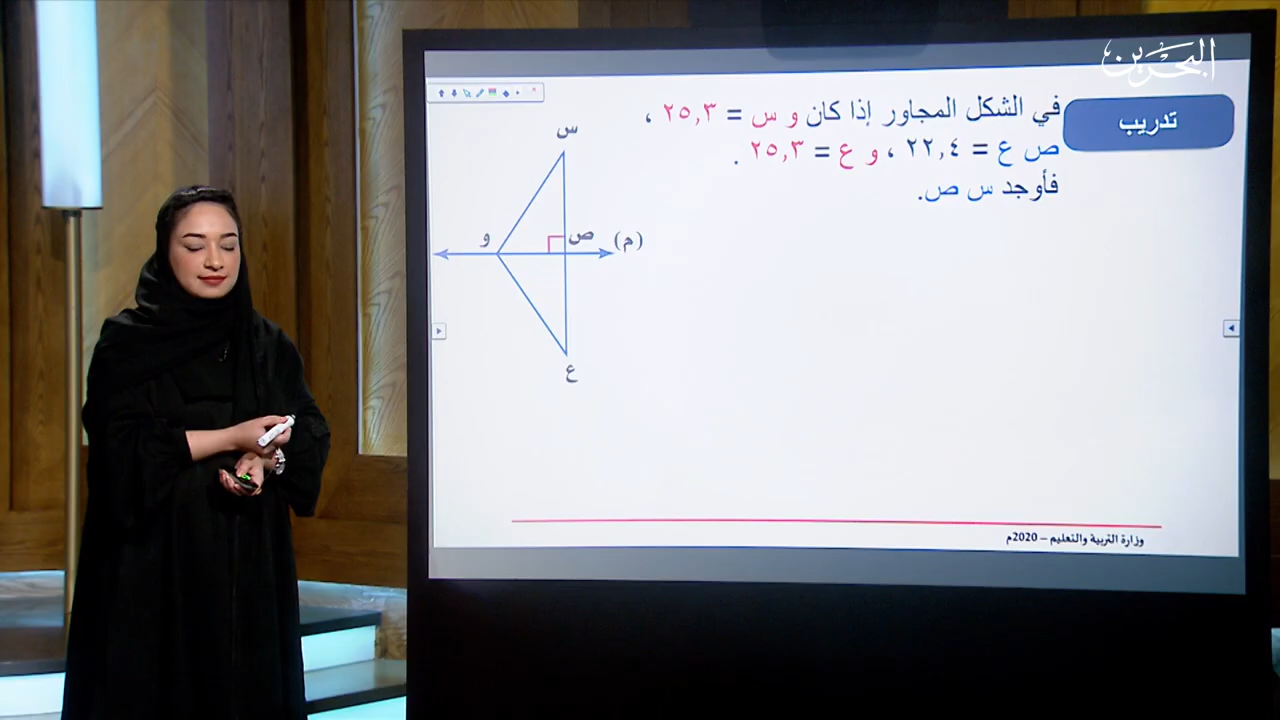 البحرين
تدريب
في الشكل المجاور إذا كان و س = ٢٥,٣ ،
ص ع = ٢٢,٤ ، و ع = ٢٥,٣ .
فأوجد س ص.
س
و
ص
(م)
ع
وزارة التربية والتعليم – 2020م